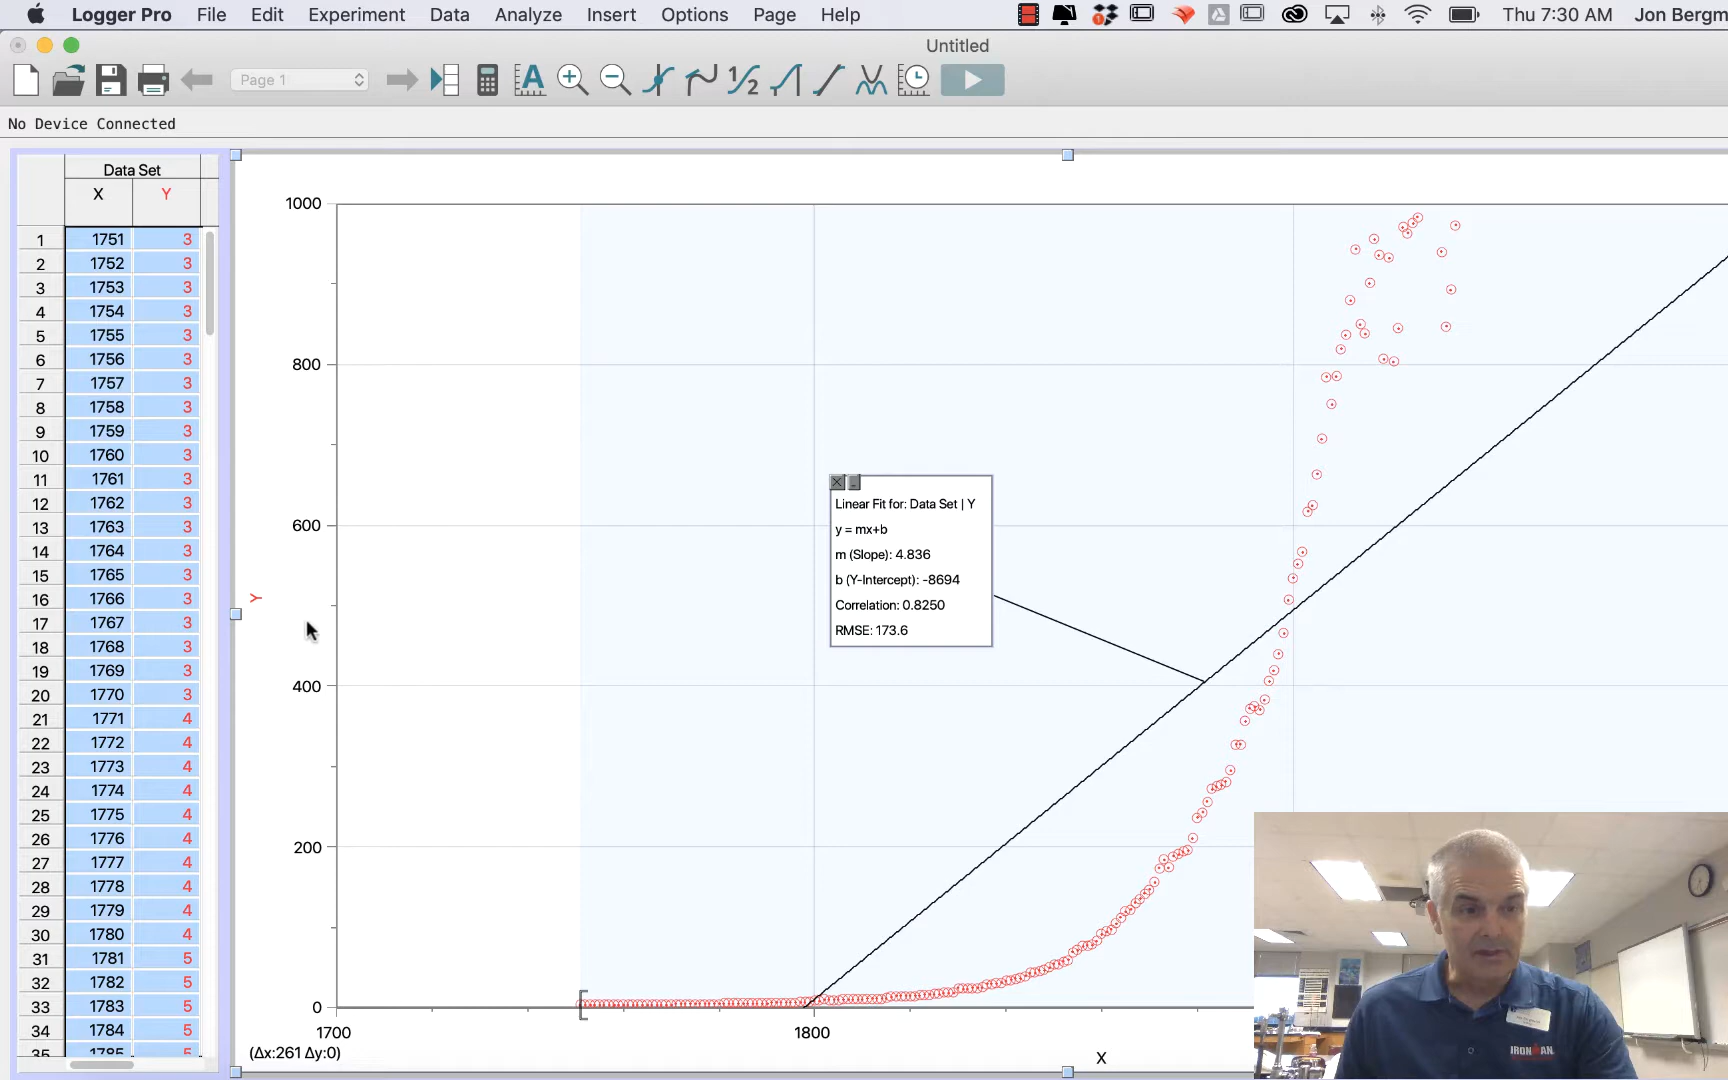 Logger Pro File Edit Experiment Data Analyze Insert Options Page Help Thu 7:30 AM Jon Bergm
Untitled
Page 1
No Device Connected
Data Set
X Y
1 1751 3
2 1752 3
3 1753 3
4 1754 3
5 1755 3
6 1756 3
7 1757 3
8 1758 3
9 1759 3
10 1760 3
11 1761 3
12 1762 3
13 1763 3
14 1764 3
15 1765 3
16 1766 3
17 1767 3
18 1768 3
19 1769 3
20 1770 3
21 1771 4
22 1772 4
23 1773 4
24 1774 4
25 1775 4
26 1776 4
27 1777 4
28 1778 4
29 1779 4
30 1780 4
31 1781 5
32 1782 5
33 1783 5
34 1784 5
35 1785 5
1000
800
600
400
200
0
Y
1700 1800
X
(Δx:261 Δy:0)
Linear Fit for: Data Set | Y
y = mx+b
m (Slope): 4.836
b (Y-Intercept): -8694
Correlation: 0.8250
RMSE: 173.6
IRONMAN